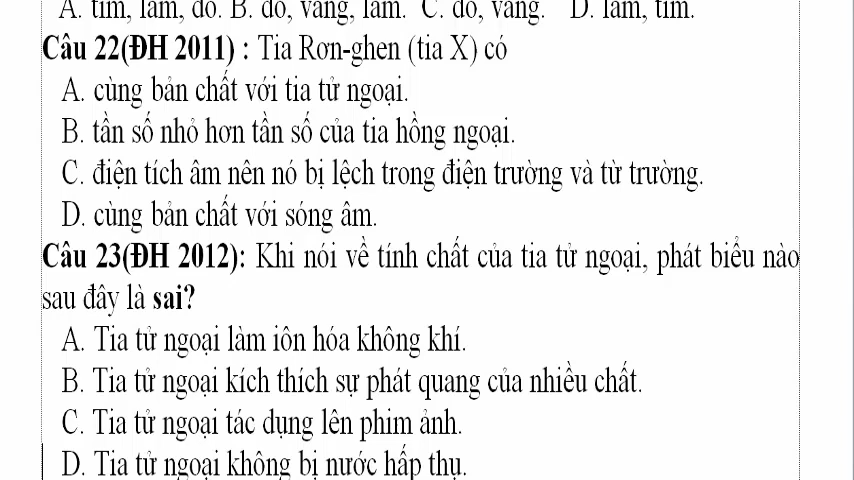 A. tím, lam, đỏ. B. đỏ, vàng, lam. C. đỏ, vàng. D. lam, tím.
Câu 22(ĐH 2011) : Tia Rơn-ghen (tia X) có
A. cùng bản chất với tia tử ngoại.
B. tần số nhỏ hơn tần số của tia hồng ngoại.
C. điện tích âm nên nó bị lệch trong điện trường và từ trường.
D. cùng bản chất với sóng âm.
Câu 23(ĐH 2012): Khi nói về tính chất của tia tử ngoại, phát biểu nào
sau đây là sai?
A. Tia tử ngoại làm iôn hóa không khí.
B. Tia tử ngoại kích thích sự phát quang của nhiều chất.
C. Tia tử ngoại tác dụng lên phim ảnh.
D. Tia tử ngoại không bị nước hấp thụ.